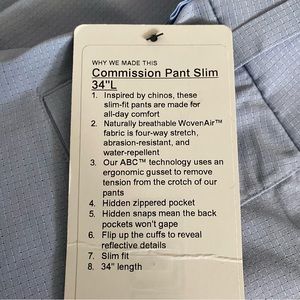 WHY WE MADE THIS
Commission Pant Slim
34"L
1. Inspired by chinos, these
slim-fit pants are made for
all-day comfort
2. Naturally breathable WovenAir™
fabric is four-way stretch,
abrasion-resistant, and
water-repellent
3. Our ABC™ technology uses an
ergonomic gusset to remove
tension from the crotch of our
pants
4. Hidden zippered pocket
5. Hidden snaps mean the back
pockets won't gape
6. Flip up the cuffs to reveal
reflective details
7. Slim fit
8. 34" length